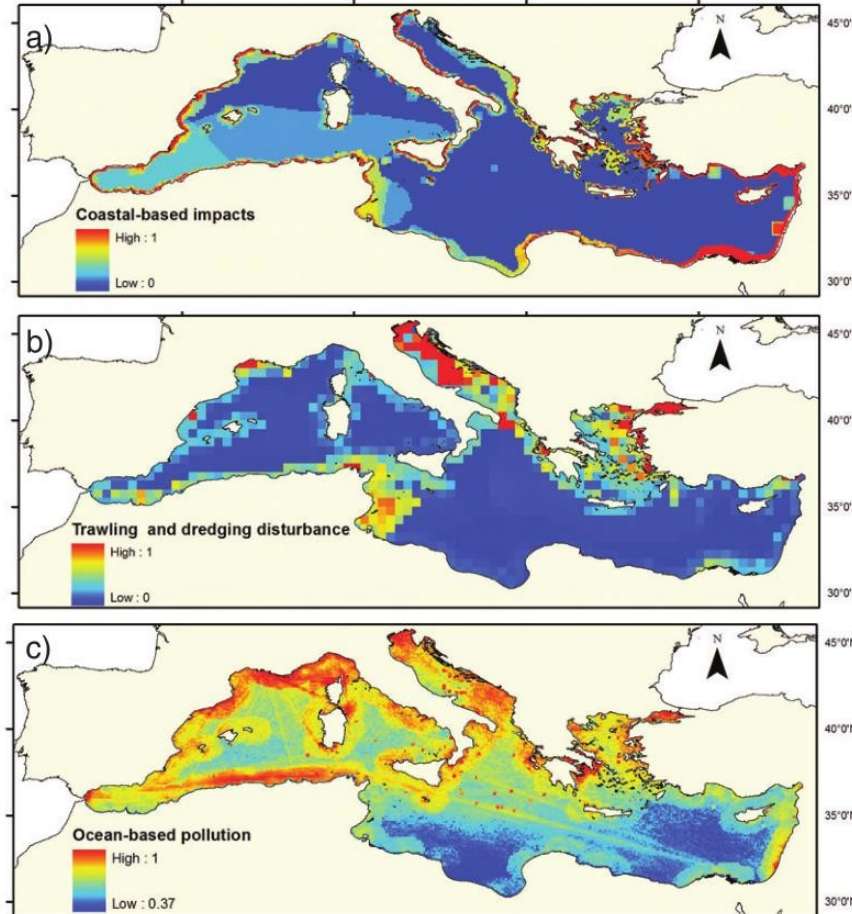 a)
N
45°0'
40°0'
35°0'
30°0'
Coastal-based impacts
High : 1
Low : 0
b)
N
45°0'
40°0'
35°0'
30°0'
Trawling and dredging disturbance
High : 1
Low : 0
c)
N
45°0'N
40°0'N
35°0'N
30°0'N
Ocean-based pollution
High : 1
Low : 0.37